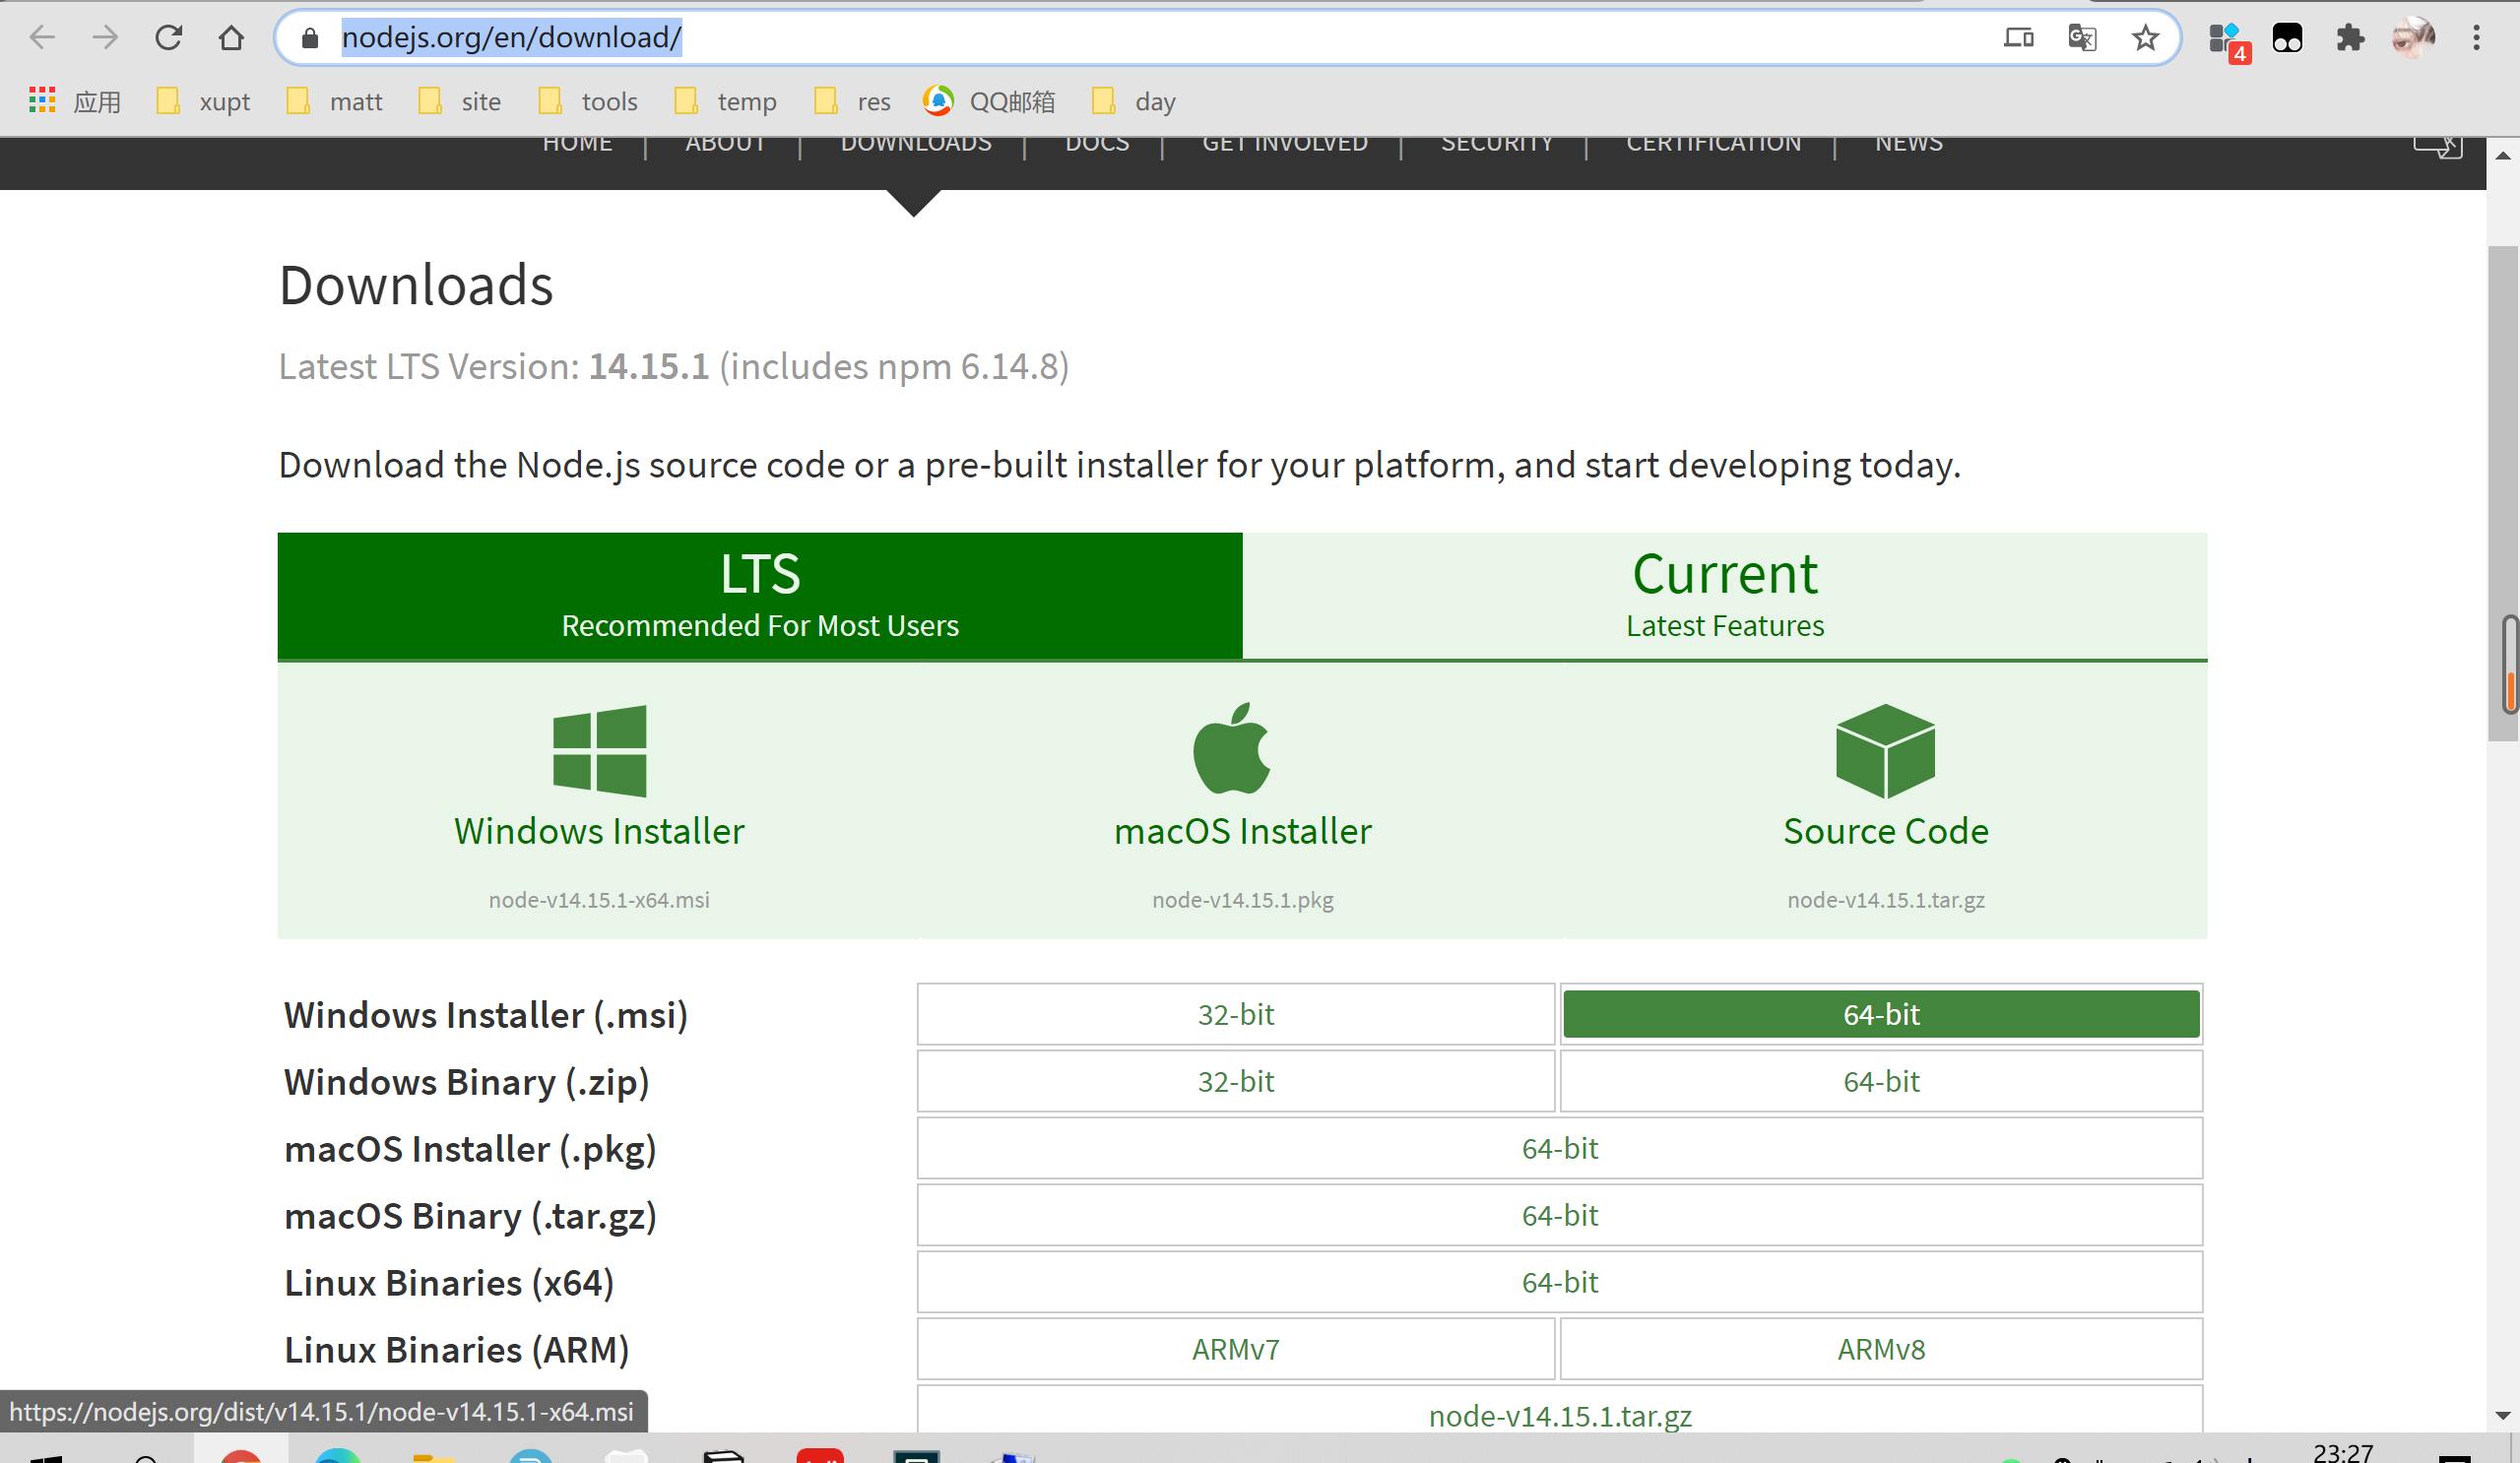 nodejs.org/en/download/
4
应用 xupt matt site tools temp res QQ邮箱 day
HOME | ABOUT | DOWNLOADS | DOCS | GET INVOLVED | SECURITY | CERTIFICATION | NEWS
Downloads
Latest LTS Version: 14.15.1 (includes npm 6.14.8)
Download the Node.js source code or a pre-built installer for your platform, and start developing today.
LTS
Recommended For Most Users
Current
Latest Features
Windows Installer
node-v14.15.1-x64.msi
macOS Installer
node-v14.15.1.pkg
Source Code
node-v14.15.1.tar.gz
Windows Installer (.msi) 32-bit 64-bit
Windows Binary (.zip) 32-bit 64-bit
macOS Installer (.pkg) 64-bit
macOS Binary (.tar.gz) 64-bit
Linux Binaries (x64) 64-bit
Linux Binaries (ARM) ARMv7 ARMv8
node-v14.15.1.tar.gz
https://nodejs.org/dist/v14.15.1/node-v14.15.1-x64.msi
23:27